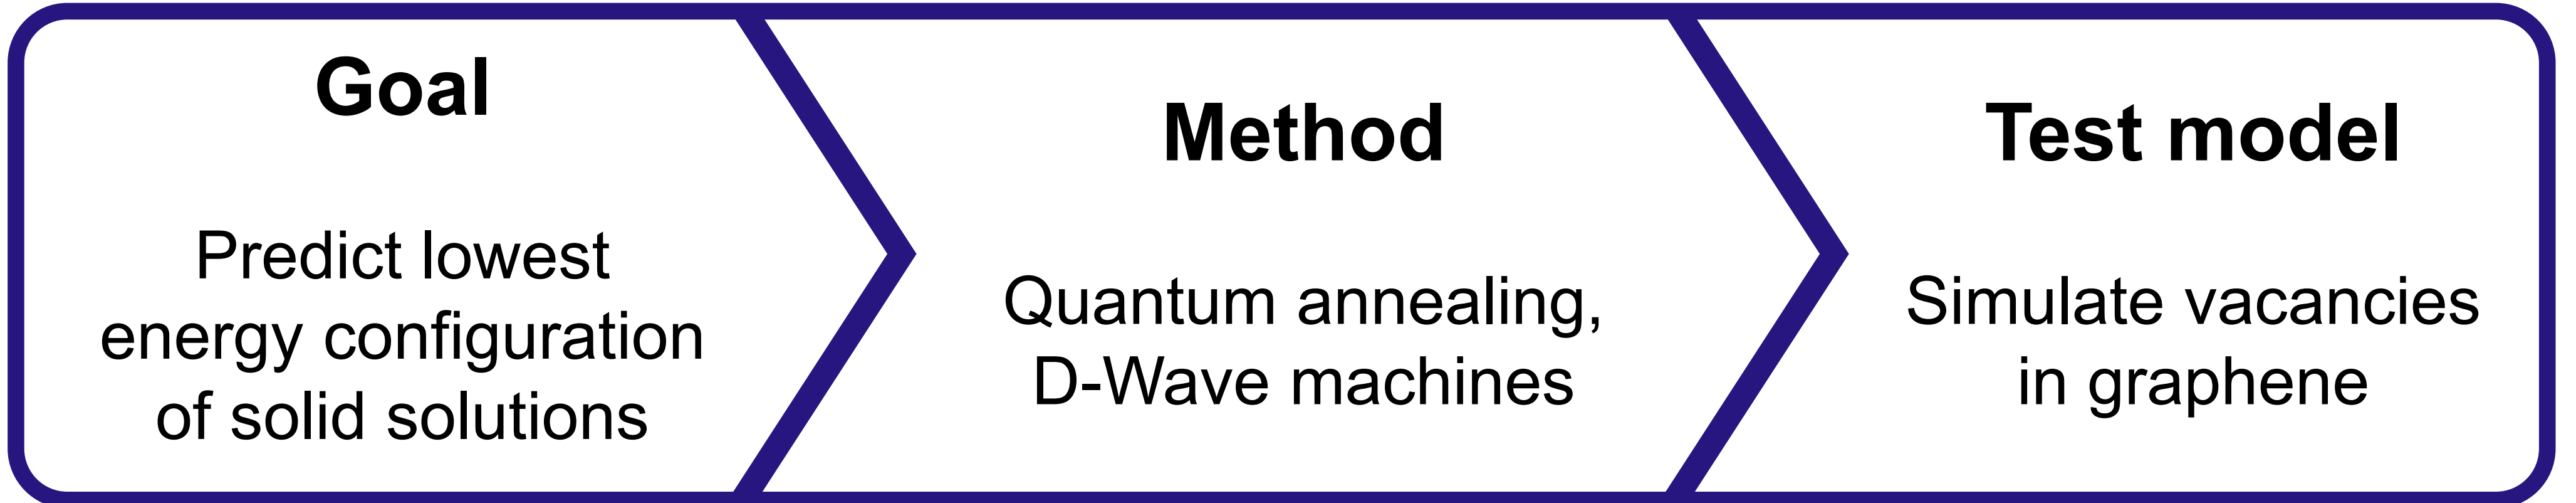 Goal
Predict lowest
energy configuration
of solid solutions
Method
Quantum annealing,
D-Wave machines
Test model
Simulate vacancies
in graphene